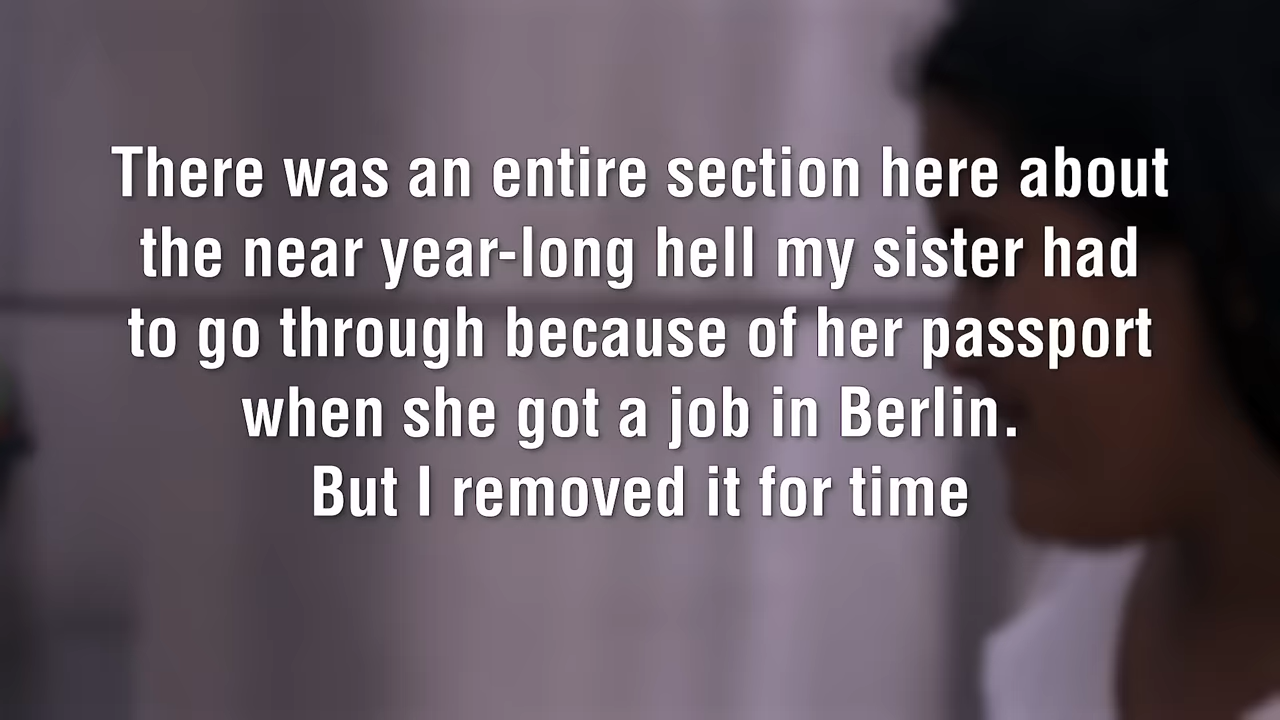 There was an entire section here about
the near year-long hell my sister had
to go through because of her passport
when she got a job in Berlin.
But I removed it for time